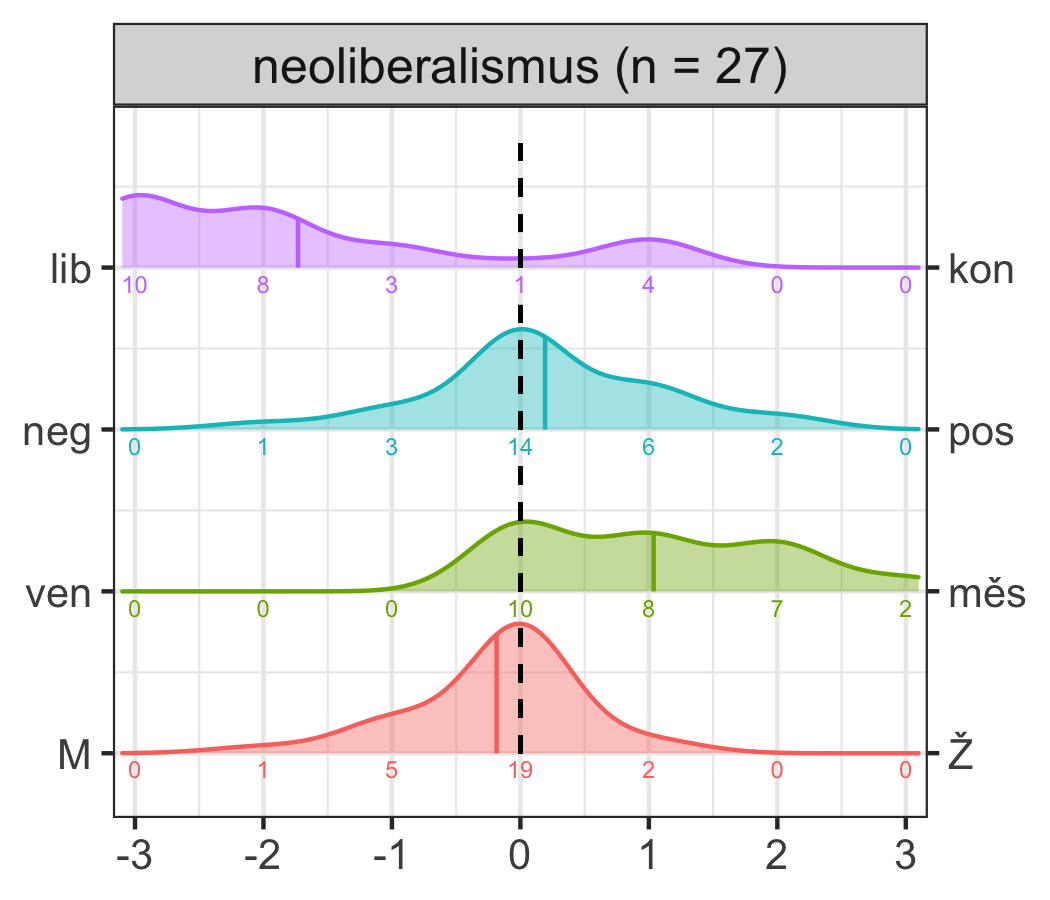 neoliberalismus (n = 27)
lib kon
10 8 3 1 4 0 0
neg pos
0 1 3 14 6 2 0
ven měs
0 0 0 10 8 7 2
M Ž
0 1 5 19 2 0 0
-3 -2 -1 0 1 2 3